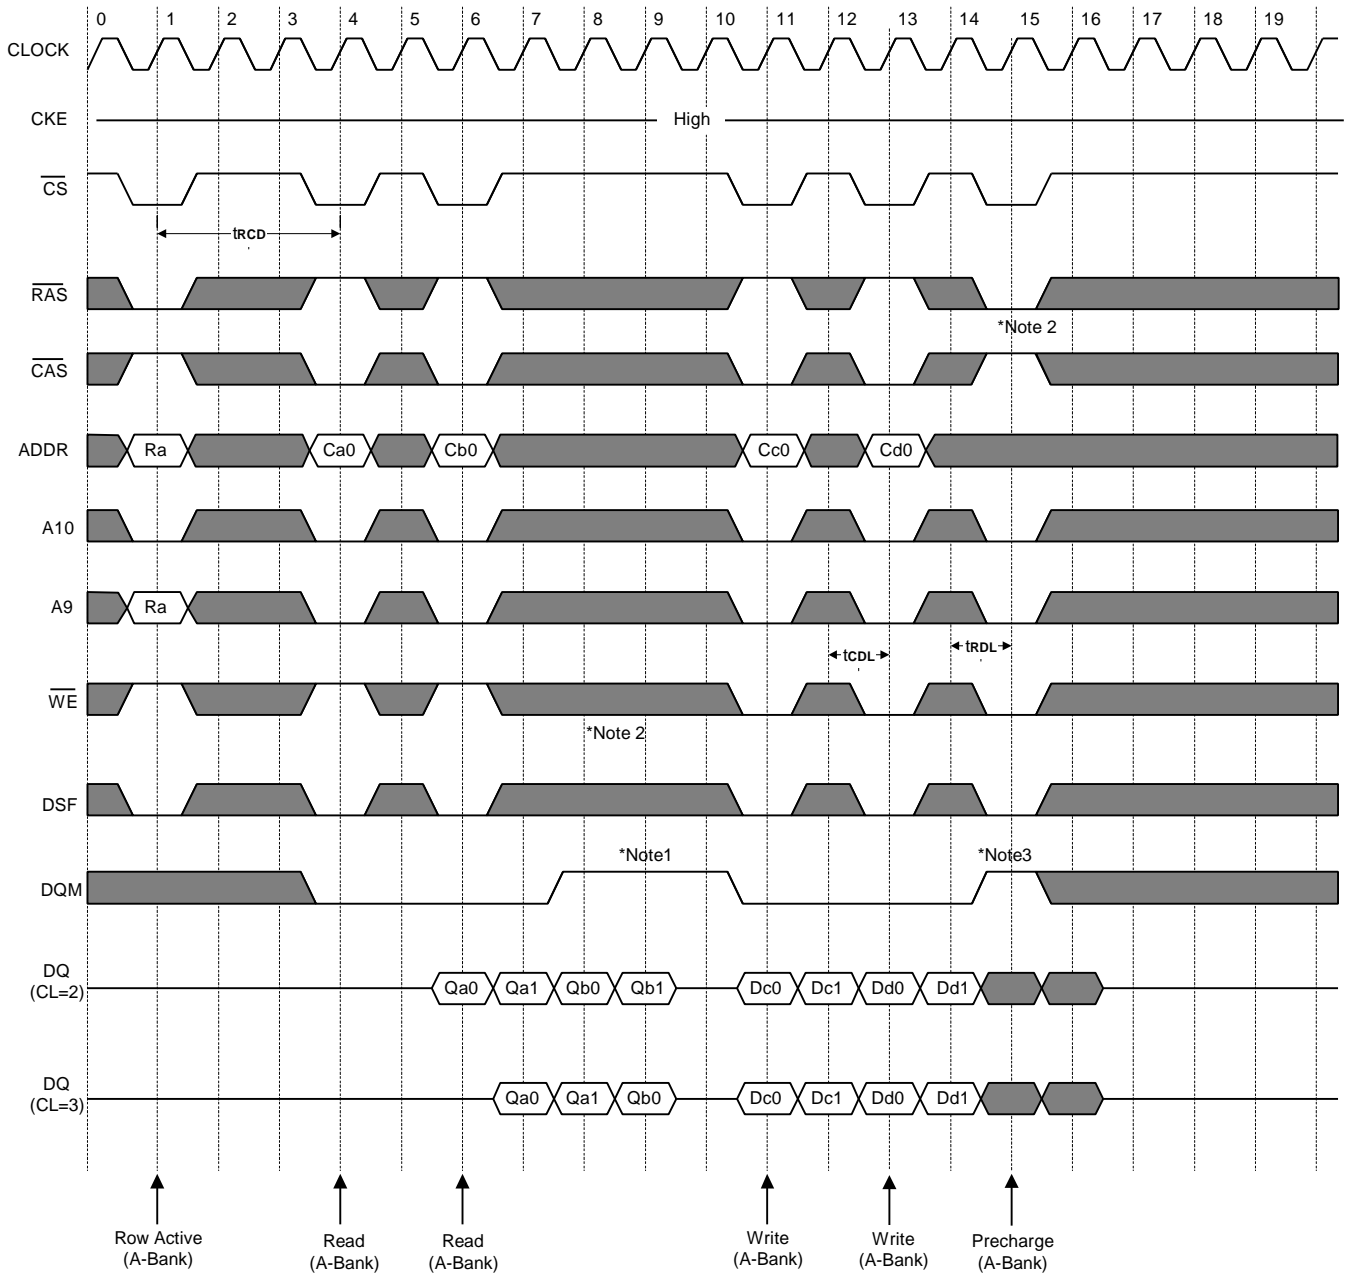 0 1 2 3 4 5 6 7 8 9 10 11 12 13 14 15 16 17 18 19
CLOCK
CKE High
CS
tRCD
RAS
*Note 2
CAS
ADDR Ra Ca0 Cb0 Cc0 Cd0
A10
A9 Ra
tCDL tRDL
WE
*Note 2
DSF
*Note1 *Note3
DQM
DQ
(CL=2) Qa0 Qa1 Qb0 Qb1 Dc0 Dc1 Dd0 Dd1
DQ
(CL=3) Qa0 Qa1 Qb0 Dc0 Dc1 Dd0 Dd1
Row Active
(A-Bank)
Read
(A-Bank)
Read
(A-Bank)
Write
(A-Bank)
Write
(A-Bank)
Precharge
(A-Bank)